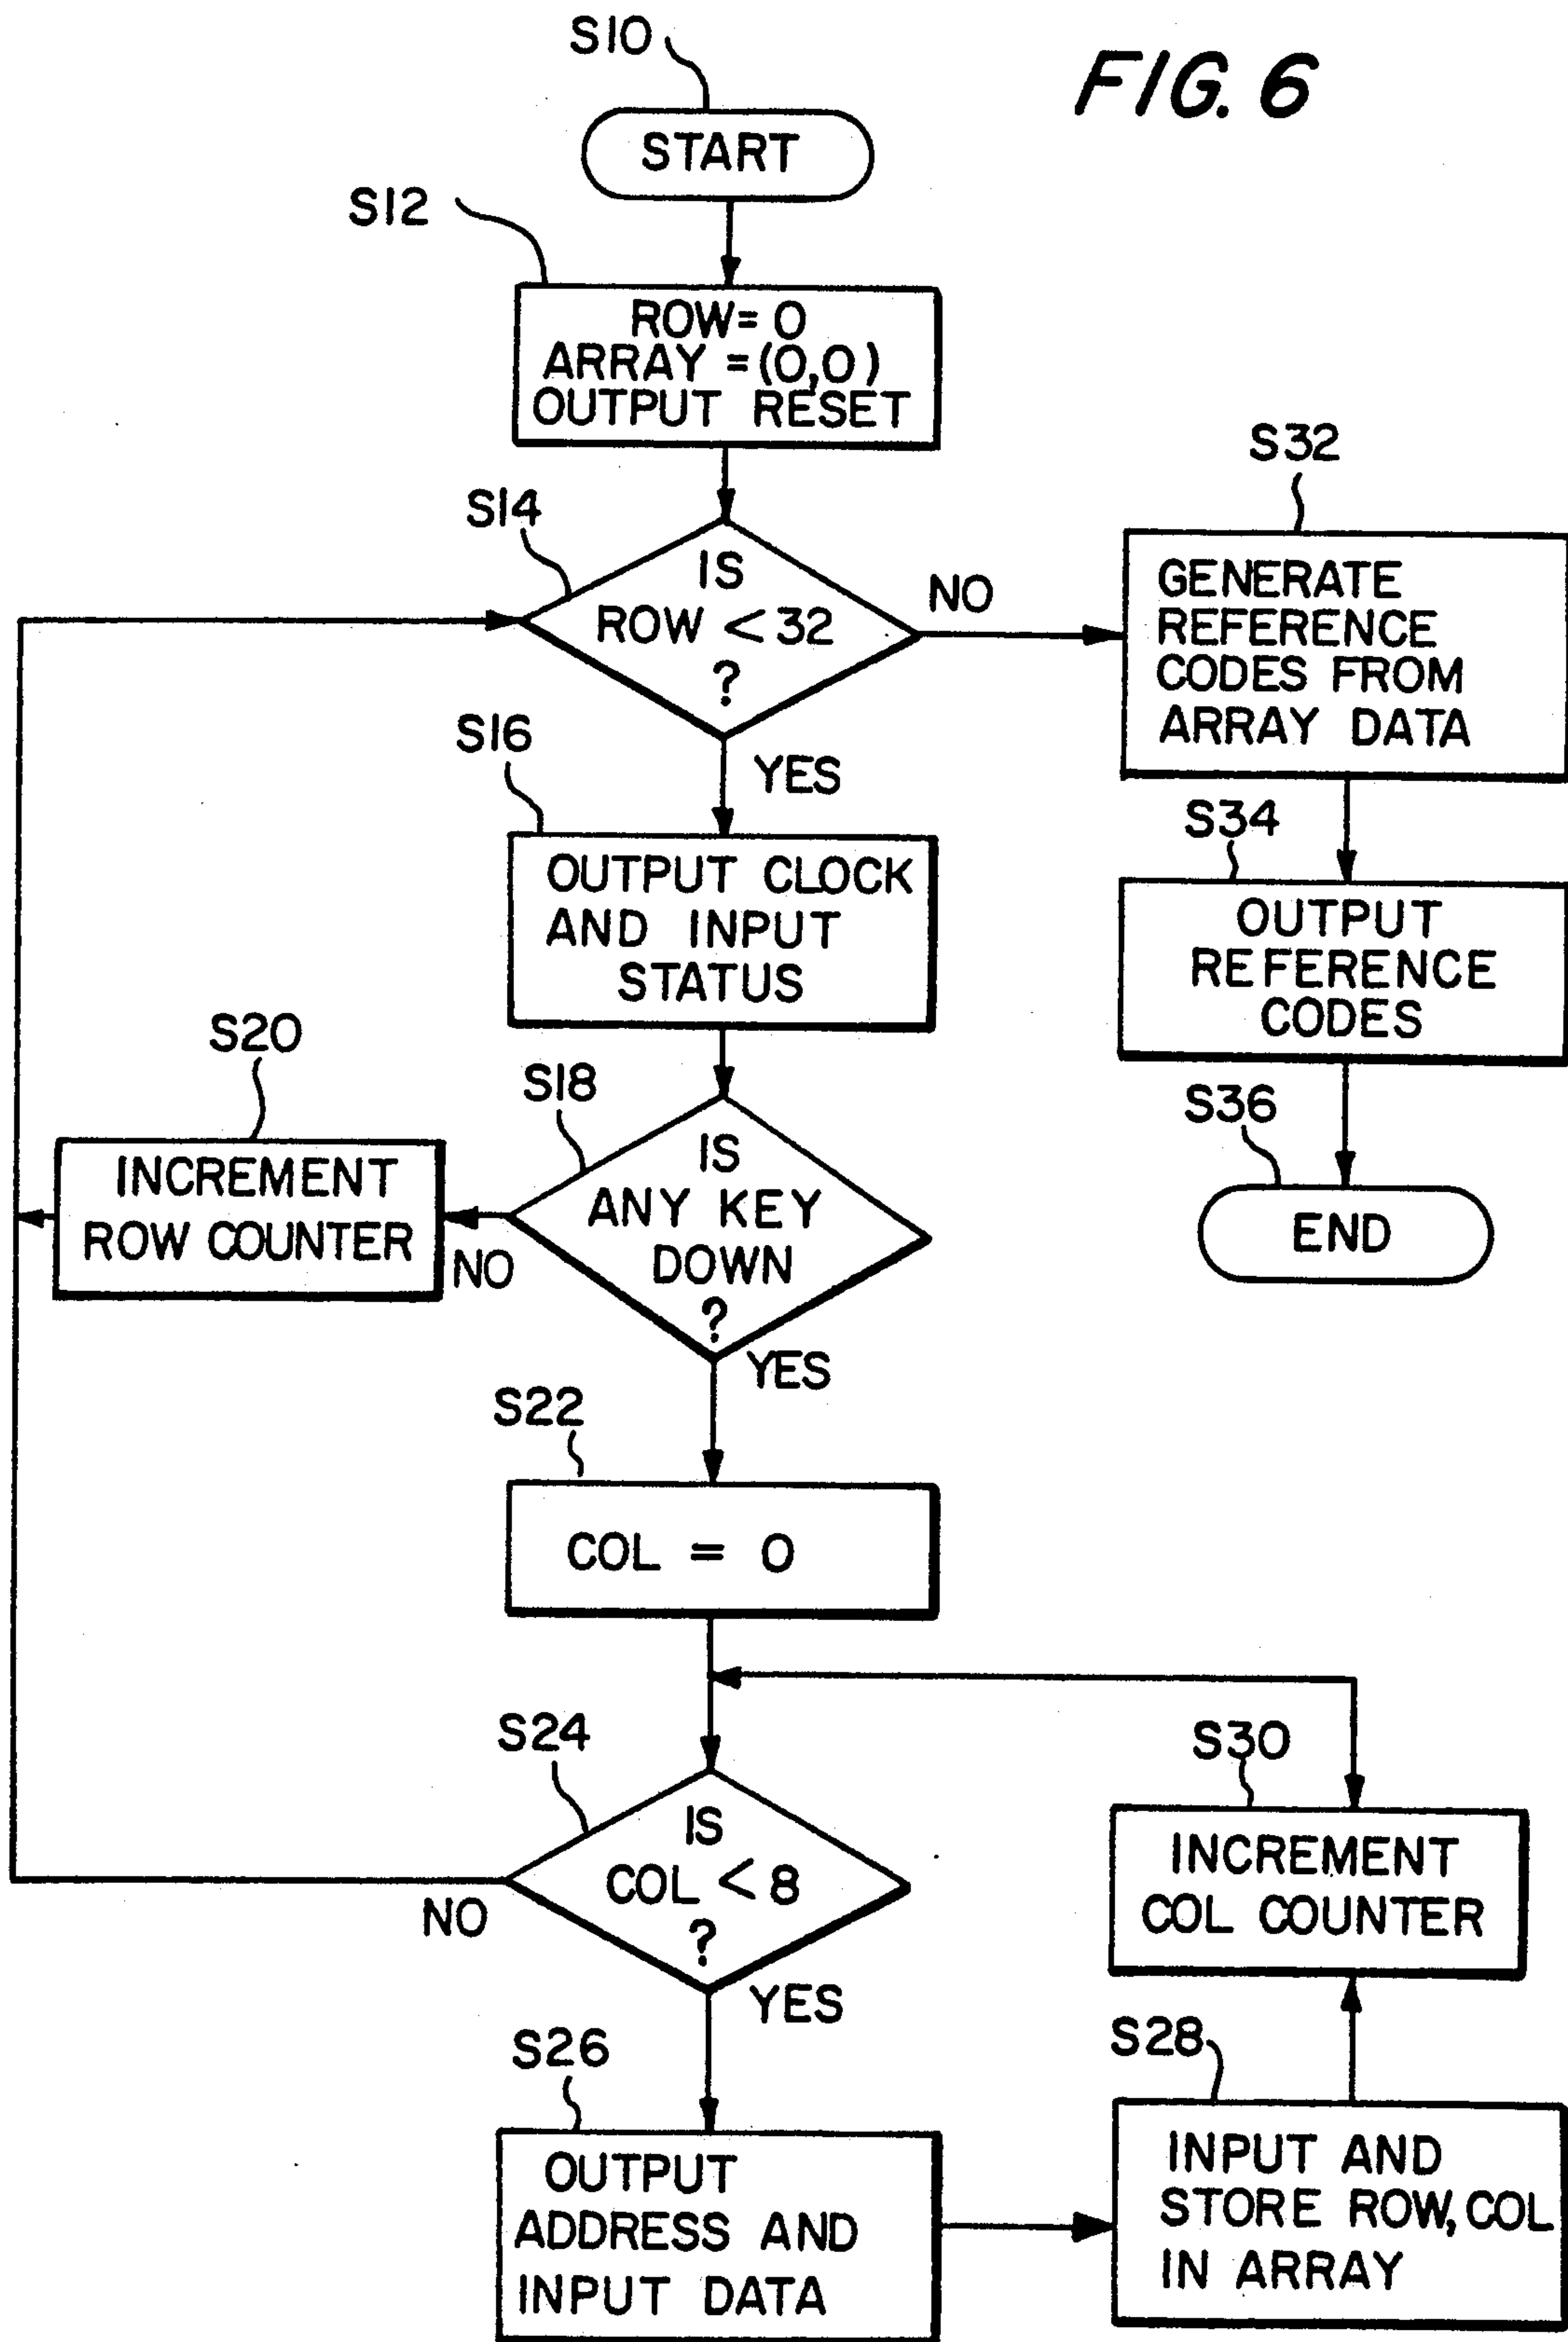 FIG. 6
S10
START
S12
ROW= 0
ARRAY =(0,0)
OUTPUT RESET
S14
IS
ROW < 32
?
NO
YES
S32
GENERATE
REFERENCE
CODES FROM
ARRAY DATA
S16
OUTPUT CLOCK
AND INPUT
STATUS
S34
OUTPUT
REFERENCE
CODES
S36
END
S18
IS
ANY KEY
DOWN
?
NO
YES
S20
INCREMENT
ROW COUNTER
S22
COL = 0
S24
IS
COL < 8
?
NO
YES
S26
OUTPUT
ADDRESS AND
INPUT DATA
S28
INPUT AND
STORE ROW, COL
IN ARRAY
S30
INCREMENT
COL COUNTER